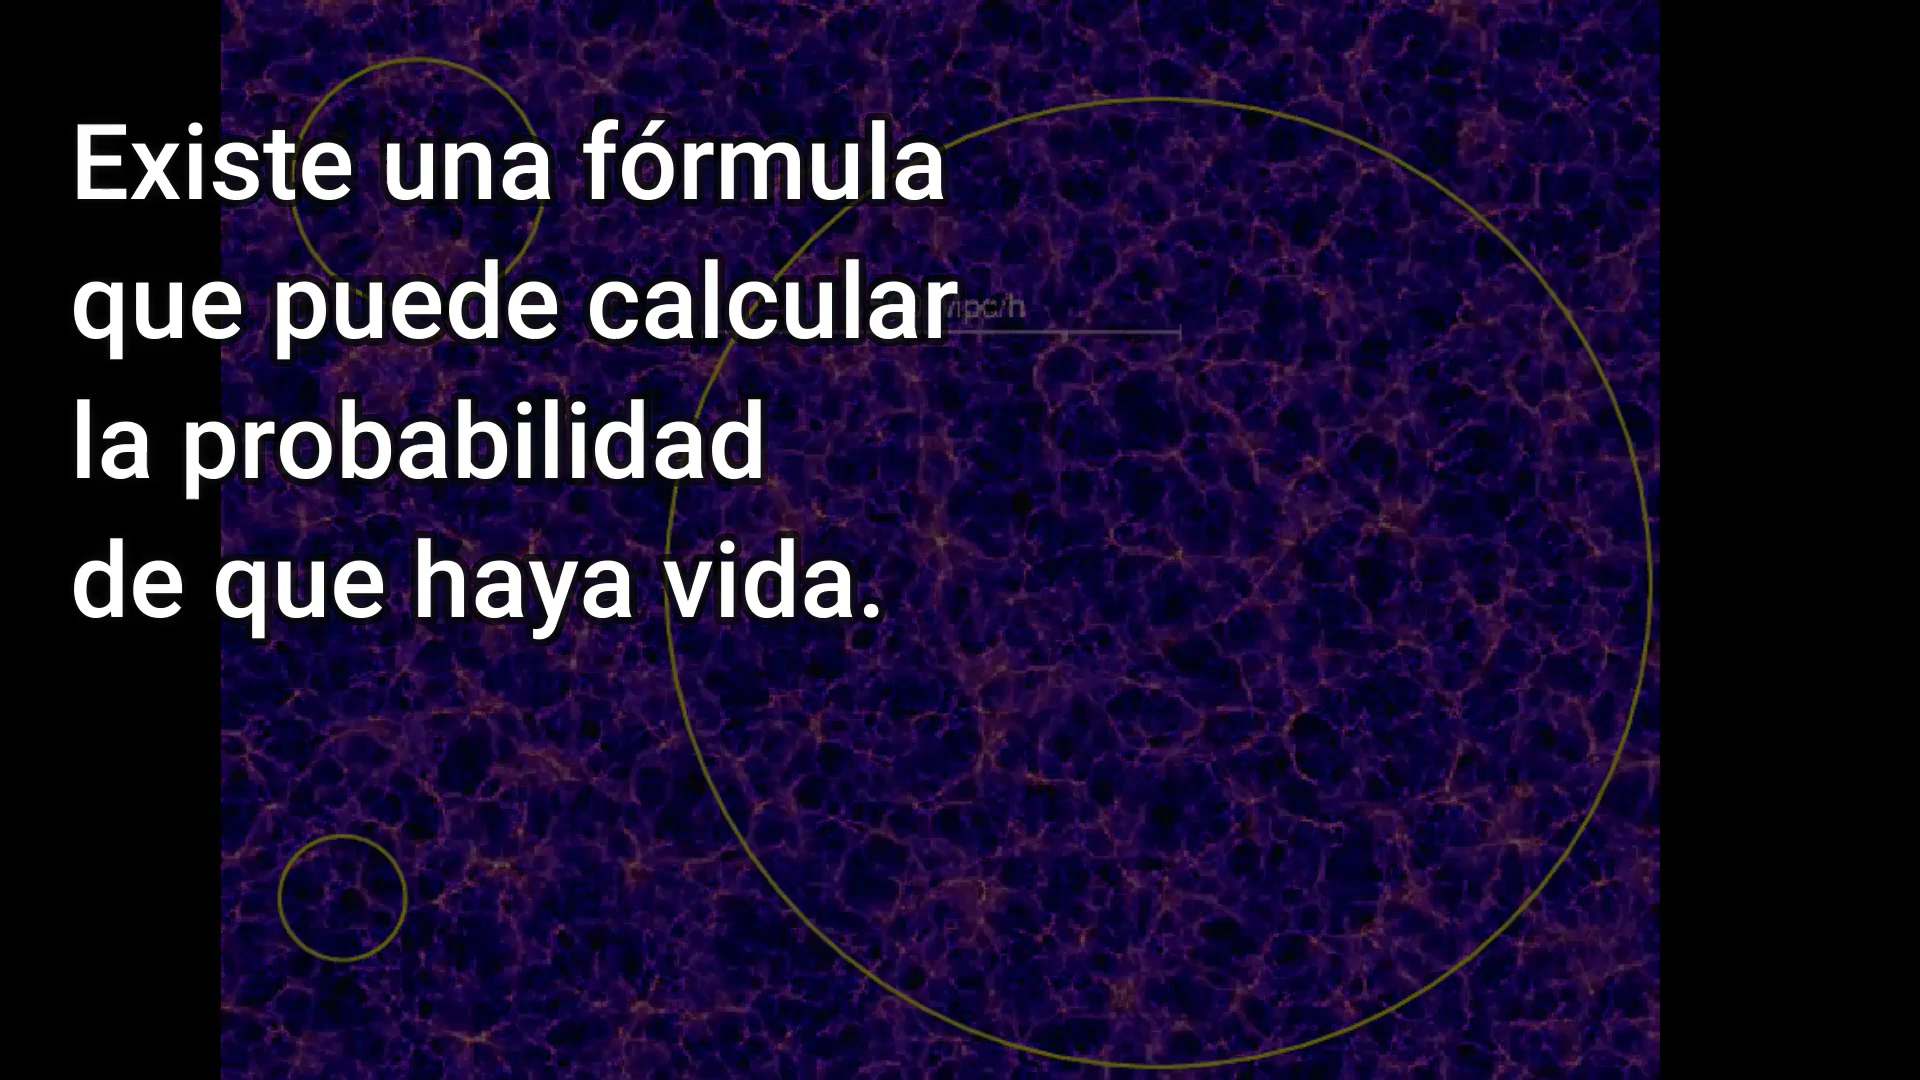 Existe una fórmula
que puede calcular
la probabilidad
de que haya vida.